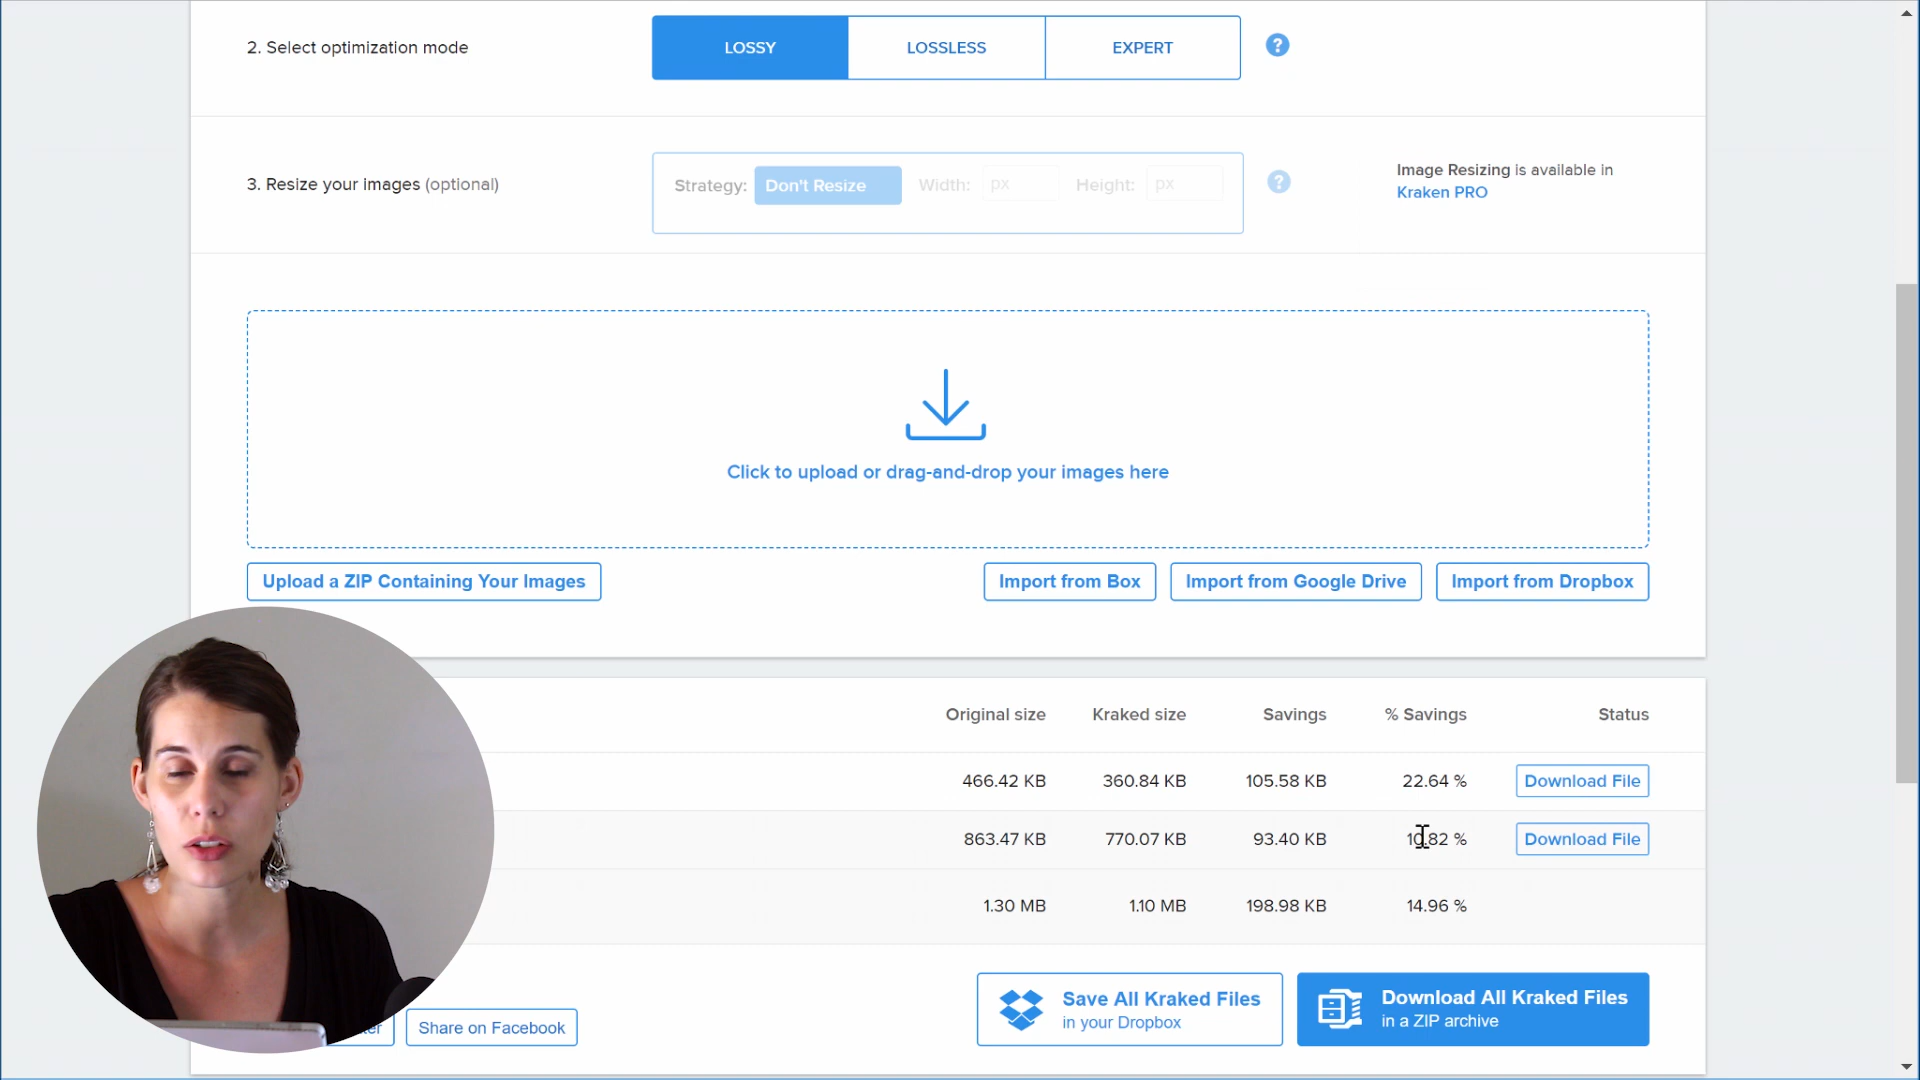 2. Select optimization mode
LOSSY
LOSSLESS
EXPERT
?
3. Resize your images (optional)
Strategy: Don't Resize Width: px Height: px
?
Image Resizing is available in
Kraken PRO
Click to upload or drag-and-drop your images here
Upload a ZIP Containing Your Images
Import from Box
Import from Google Drive
Import from Dropbox
Original size Kraked size Savings % Savings Status
466.42 KB 360.84 KB 105.58 KB 22.64 % Download File
863.47 KB 770.07 KB 93.40 KB 10.82 % Download File
1.30 MB 1.10 MB 198.98 KB 14.96 %
Share on Facebook
Save All Kraked Files
in your Dropbox
Download All Kraked Files
in a ZIP archive